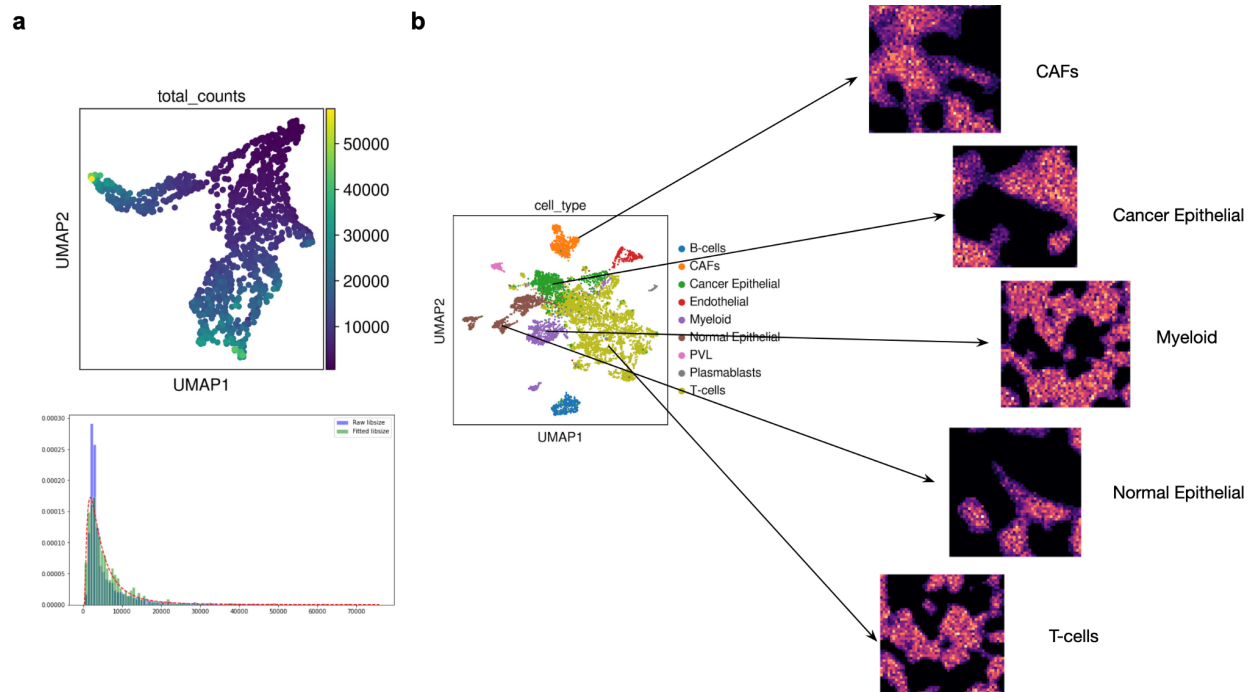 a
total_counts
50000
40000
30000
20000
10000
UMAP2
UMAP1
0.00030
0.00025
0.00020
0.00015
0.00010
0.00005
0.00000
0
10000
20000
30000
40000
50000
60000
70000
Raw libsize
Fitted libsize
b
cell_type
UMAP2
UMAP1
B-cells
CAFs
Cancer Epithelial
Endothelial
Myeloid
Normal Epithelial
PVL
Plasmablasts
T-cells
CAFs
Cancer Epithelial
Myeloid
Normal Epithelial
T-cells